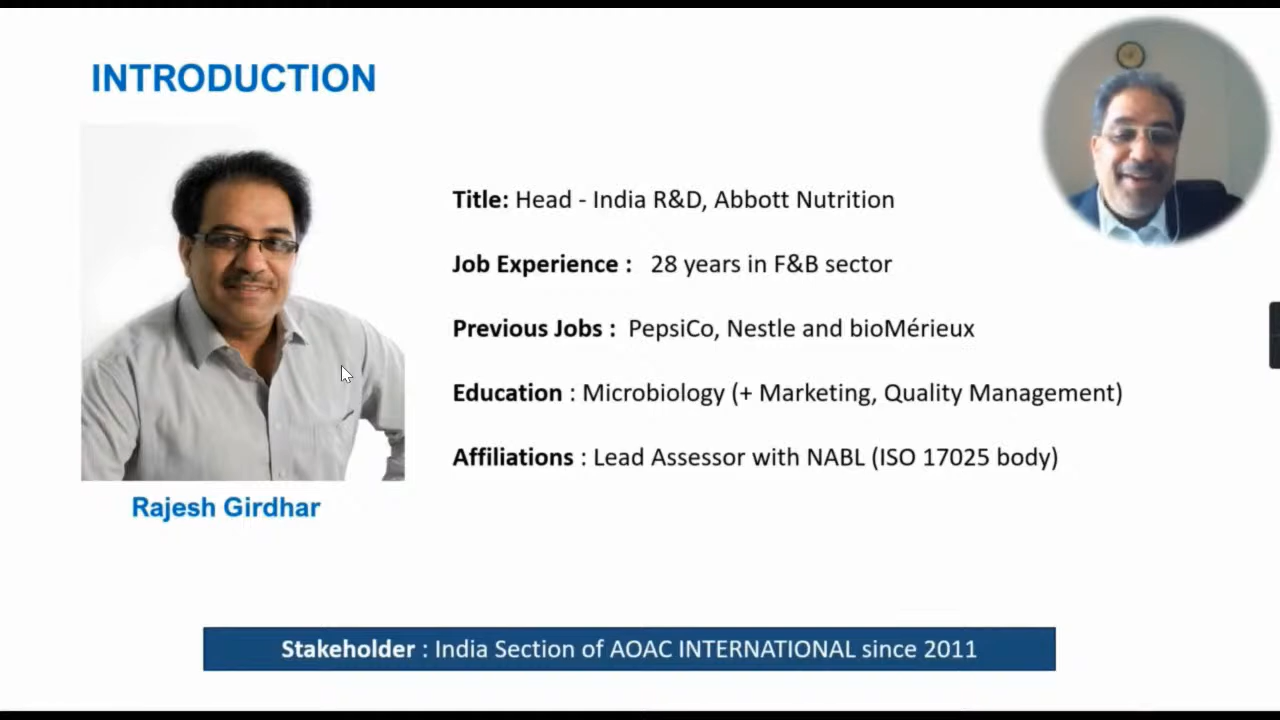 INTRODUCTION
Title: Head - India R&D, Abbott Nutrition
Job Experience : 28 years in F&B sector
Previous Jobs : PepsiCo, Nestle and bioMérieux
Education : Microbiology (+ Marketing, Quality Management)
Affiliations : Lead Assessor with NABL (ISO 17025 body)
Rajesh Girdhar
Stakeholder : India Section of AOAC INTERNATIONAL since 2011